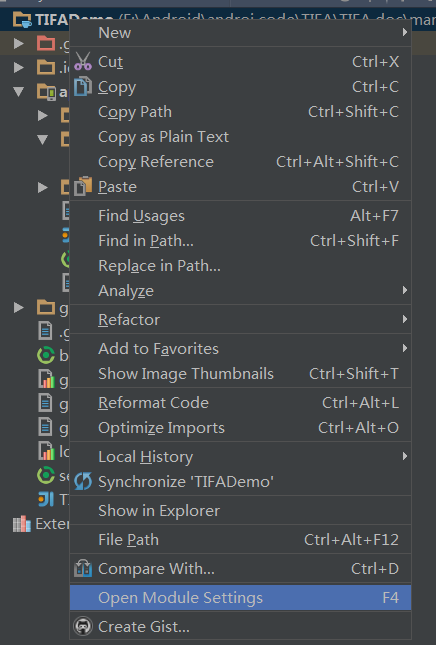 TIFADemo (F:\Android\androi code\TIFA\TIFA doc\mar
New
Cut Ctrl+X
Copy Ctrl+C
Copy Path Ctrl+Shift+C
Copy as Plain Text
Copy Reference Ctrl+Alt+Shift+C
Paste Ctrl+V
Find Usages Alt+F7
Find in Path... Ctrl+Shift+F
Replace in Path...
Analyze
Refactor
Add to Favorites
Show Image Thumbnails Ctrl+Shift+T
Reformat Code Ctrl+Alt+L
Optimize Imports Ctrl+Alt+O
Local History
Synchronize 'TIFADemo'
Show in Explorer
File Path Ctrl+Alt+F12
Compare With... Ctrl+D
Open Module Settings F4
Create Gist...
Exter